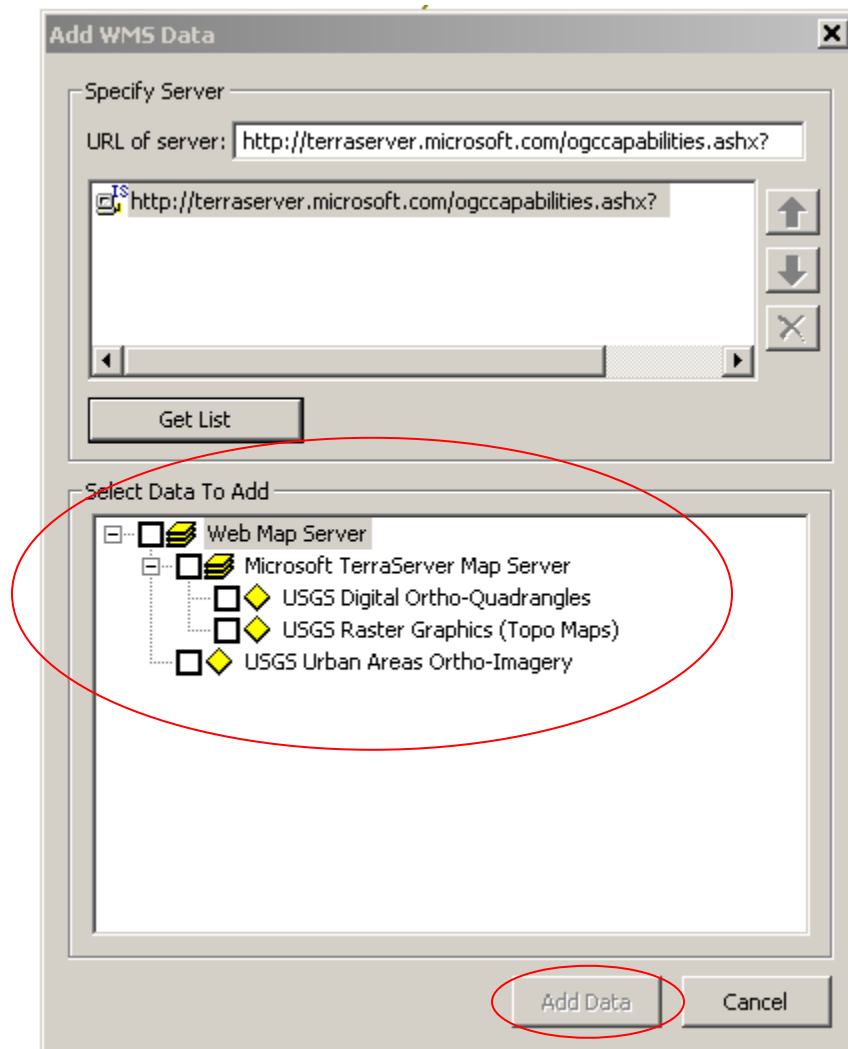 Add WMS Data
Specify Server
URL of server: http://terraserver.microsoft.com/ogccapabilities.ashx?
IS http://terraserver.microsoft.com/ogccapabilities.ashx?
Get List
Select Data To Add
Web Map Server
Microsoft TerraServer Map Server
USGS Digital Ortho-Quadrangles
USGS Raster Graphics (Topo Maps)
USGS Urban Areas Ortho-Imagery
Add Data Cancel